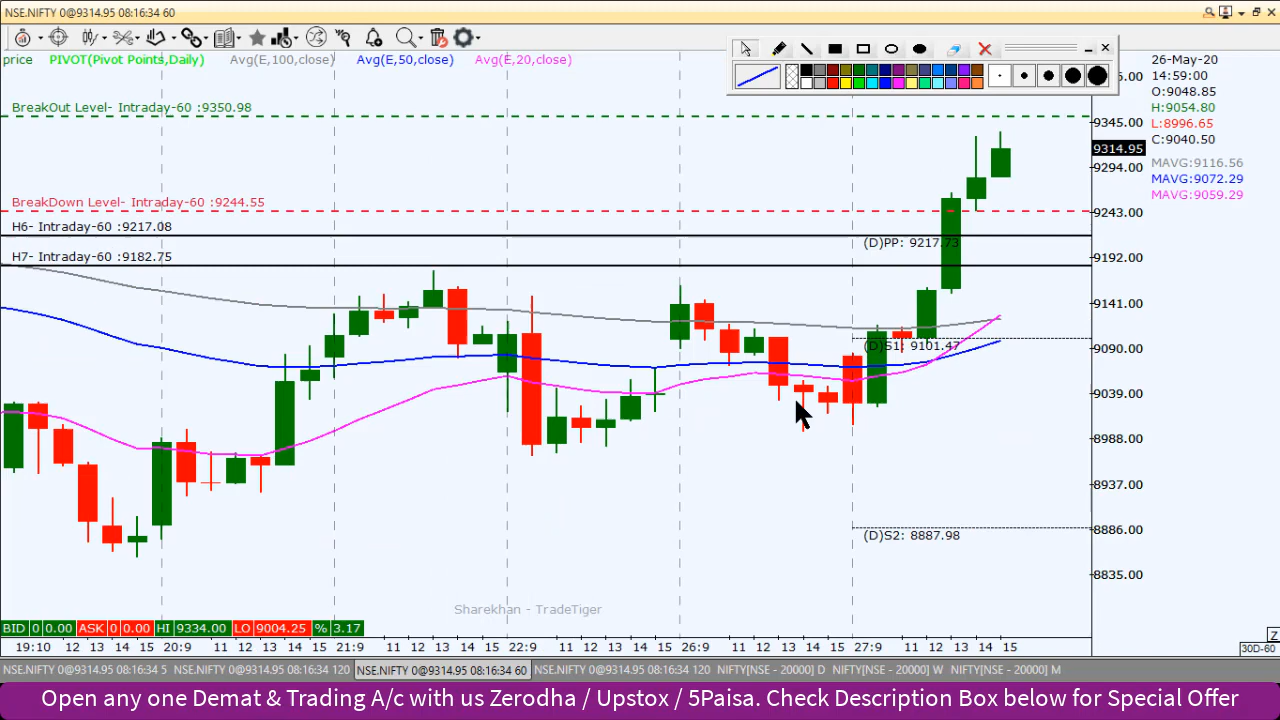 NSE.NIFTY 0@9314.95 08:16:34 60
price PIVOT(Pivot Points,Daily) Avg(E,100,close) Avg(E,50,close) Avg(E,20,close)
26-May-20
14:59:00
O:9048.85
H:9054.80
L:8996.65
C:9040.50
MAVG:9116.56
MAVG:9072.29
MAVG:9059.29
BreakOut Level- Intraday-60 :9350.98
9345.00
9314.95
9294.00
BreakDown Level- Intraday-60 :9244.55
9243.00
H6- Intraday-60 :9217.08
(D)PP: 9217.73
H7- Intraday-60 :9182.75
9192.00
9141.00
(D)S1: 9101.47
9090.00
9039.00
8988.00
8937.00
8886.00
(D)S2: 8887.98
8835.00
Sharekhan - TradeTiger
BID 0 0.00 ASK 0 0.00 HI 9334.00 LO 9004.25 % 3.17
Z
19:10 12 13 14 15 20:9 11 12 13 14 15 21:9 11 12 13 14 15 22:9 11 12 13 14 15 26:9 11 12 13 14 15 27:9 11 12 13 14 15
30D-60
NSE.NIFTY 0@9314.95 08:16:34 5 NSE.NIFTY 0@9314.95 08:16:34 120 NSE.NIFTY 0@9314.95 08:16:34 60 NSE.NIFTY 0@9314.95 08:16:34 120 NIFTY[NSE - 20000] D NIFTY[NSE - 20000] W NIFTY[NSE - 20000] M
Open any one Demat & Trading A/c with us Zerodha / Upstox / 5Paisa. Check Description Box below for Special Offer